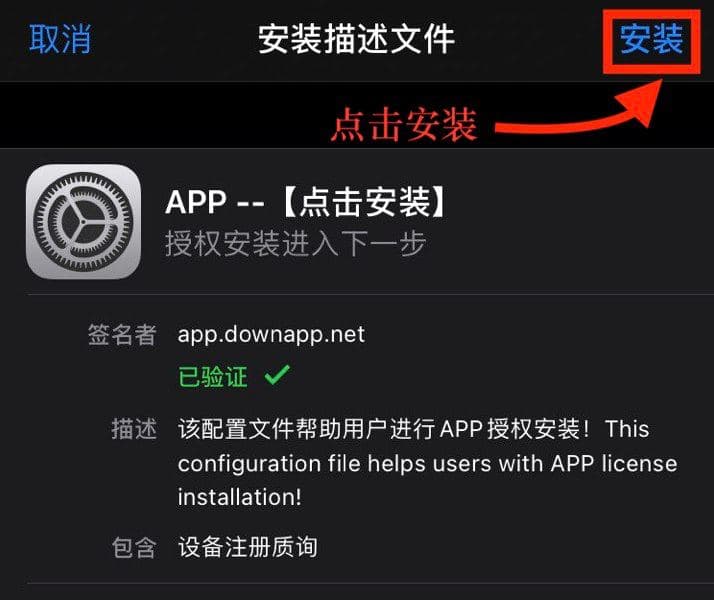 取消 安装描述文件 安装
点击安装
APP --【点击安装】
授权安装进入下一步
签名者 app.downapp.net
已验证
描述 该配置文件帮助用户进行APP授权安装！This
configuration file helps users with APP license
installation!
包含 设备注册质询